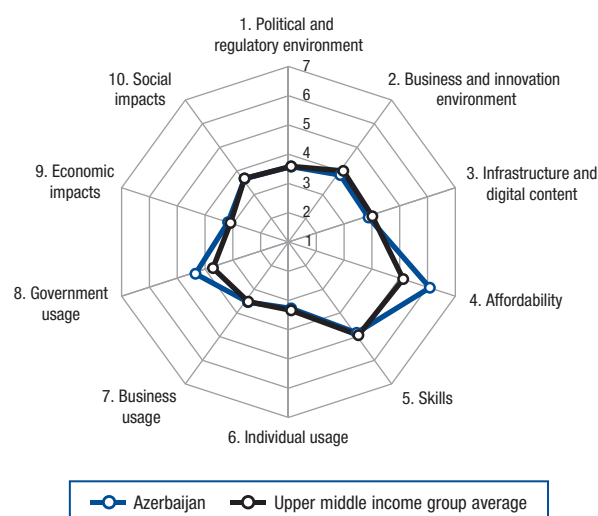 1. Political and
regulatory environment
7
6
5
4
3
2
1
2. Business and innovation
environment
3. Infrastructure and
digital content
4. Affordability
5. Skills
6. Individual usage
7. Business
usage
8. Government
usage
9. Economic
impacts
10. Social
impacts
Azerbaijan
Upper middle income group average